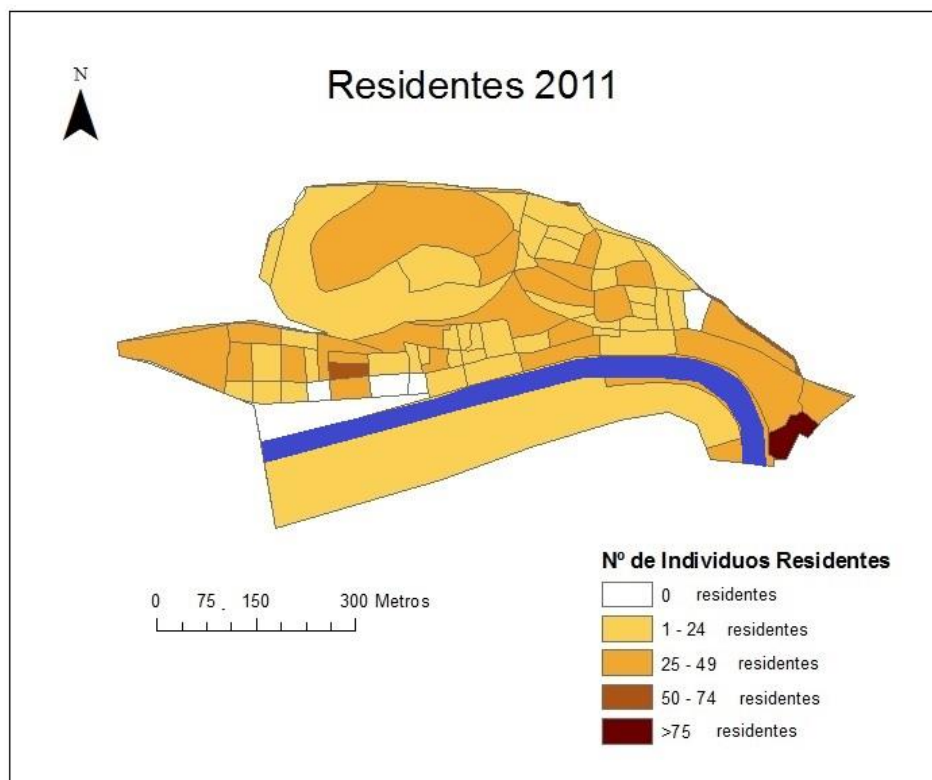 N
Residentes 2011
0 75 . 150 300 Metros
Nº de Individuos Residentes
0 residentes
1 - 24 residentes
25 - 49 residentes
50 - 74 residentes
>75 residentes